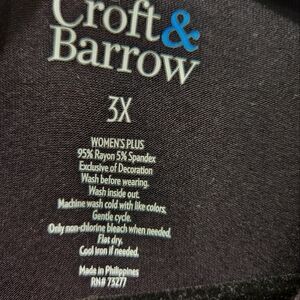 Croft&
Barrow
3X
WOMEN'S PLUS
95% Rayon 5% Spandex
Exclusive of Decoration
Wash before wearing.
Wash inside out.
Machine wash cold with like colors,
Gentle cycle.
Only non-chlorine bleach when needed.
Flat dry.
Cool Iron if needed.
Made in Philippines
RN# 73277